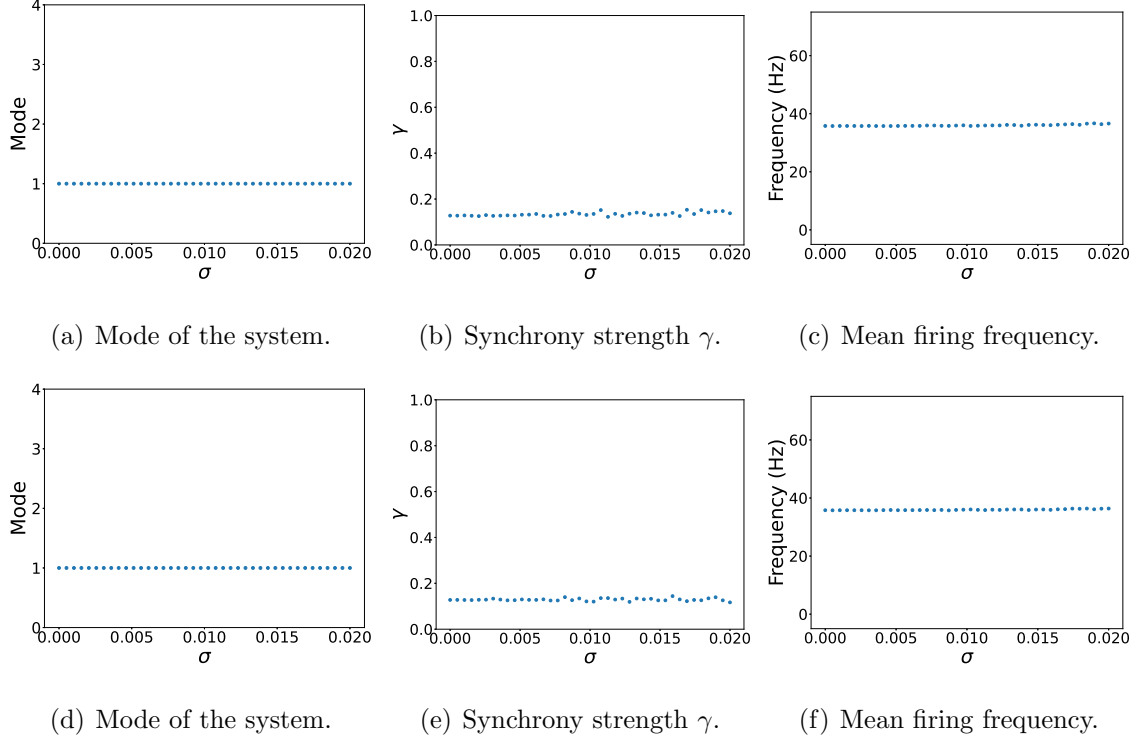 4
3
2
1
0
Mode
0.000 0.005 0.010 0.015 0.020
σ
1.0
0.8
0.6
0.4
0.2
0.0
γ
0.000 0.005 0.010 0.015 0.020
σ
60
40
20
0
Frequency (Hz)
0.000 0.005 0.010 0.015 0.020
σ
(a) Mode of the system.
(b) Synchrony strength γ.
(c) Mean firing frequency.
4
3
2
1
0
Mode
0.000 0.005 0.010 0.015 0.020
σ
1.0
0.8
0.6
0.4
0.2
0.0
γ
0.000 0.005 0.010 0.015 0.020
σ
60
40
20
0
Frequency (Hz)
0.000 0.005 0.010 0.015 0.020
σ
(d) Mode of the system.
(e) Synchrony strength γ.
(f) Mean firing frequency.